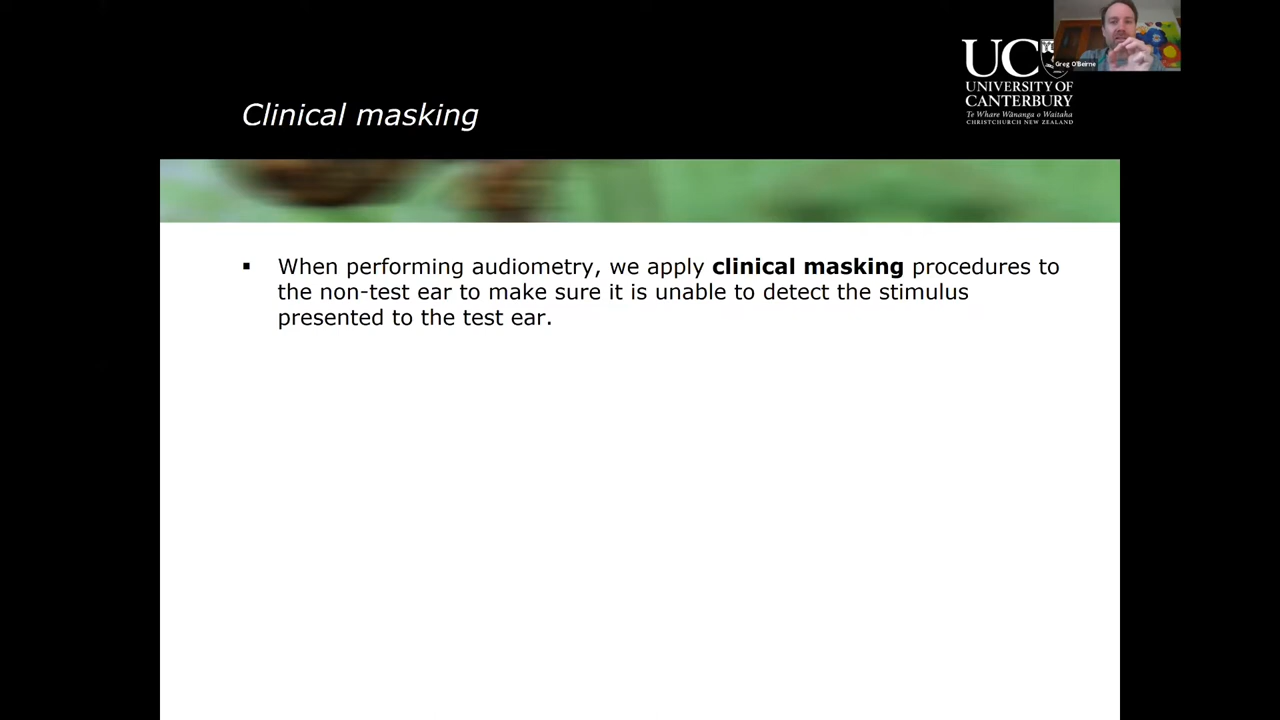 UC
UNIVERSITY OF
CANTERBURY
Te Whare Wānanga o Waitaha
CHRISTCHURCH NEW ZEALAND
Greg O'Beirne
Clinical masking
▪ When performing audiometry, we apply clinical masking procedures to
the non-test ear to make sure it is unable to detect the stimulus
presented to the test ear.